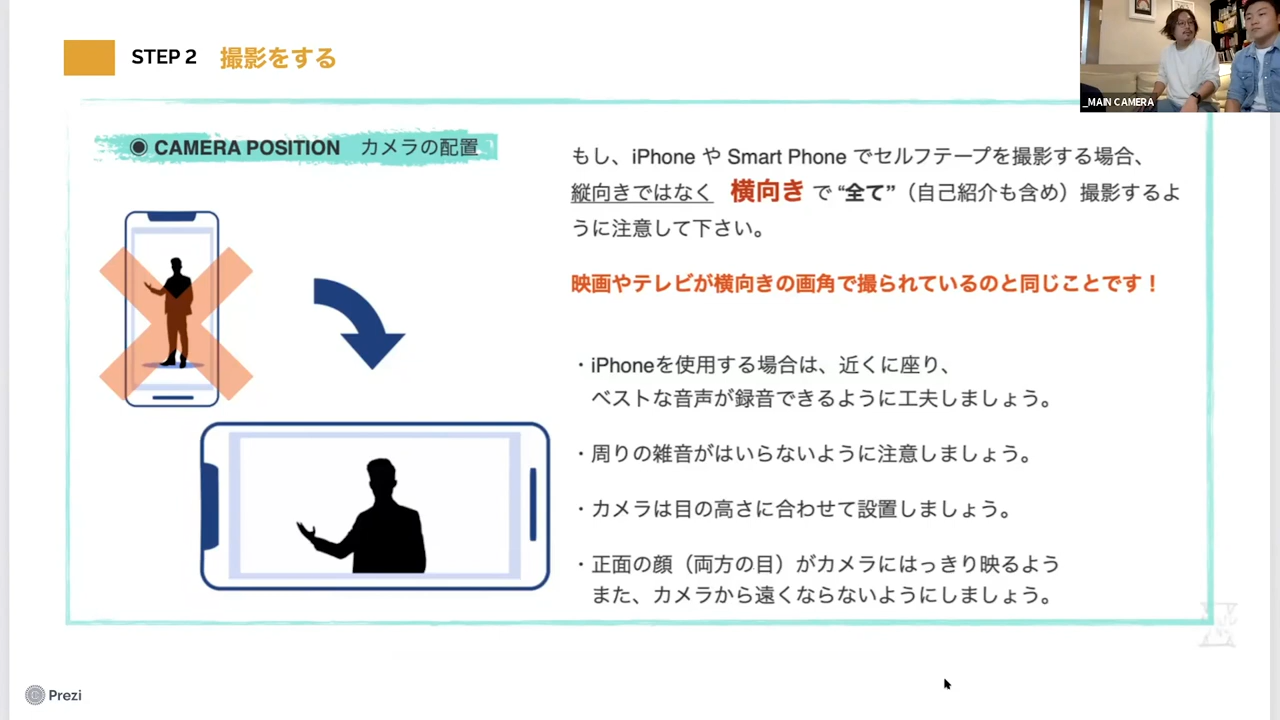 STEP 2 撮影をする
_MAIN CAMERA
◉ CAMERA POSITION カメラの配置
もし、iPhone や Smart Phone でセルフテープを撮影する場合、
縦向きではなく 横向き で “全て”（自己紹介も含め）撮影するよ
うに注意して下さい。
映画やテレビが横向きの画角で撮られているのと同じことです！
・iPhoneを使用する場合は、近くに座り、
ベストな音声が録音できるように工夫しましょう。
・周りの雑音がはいらないように注意しましょう。
・カメラは目の高さに合わせて設置しましょう。
・正面の顔（両方の目）がカメラにはっきり映るよう
また、カメラから遠くならないようにしましょう。
Prezi